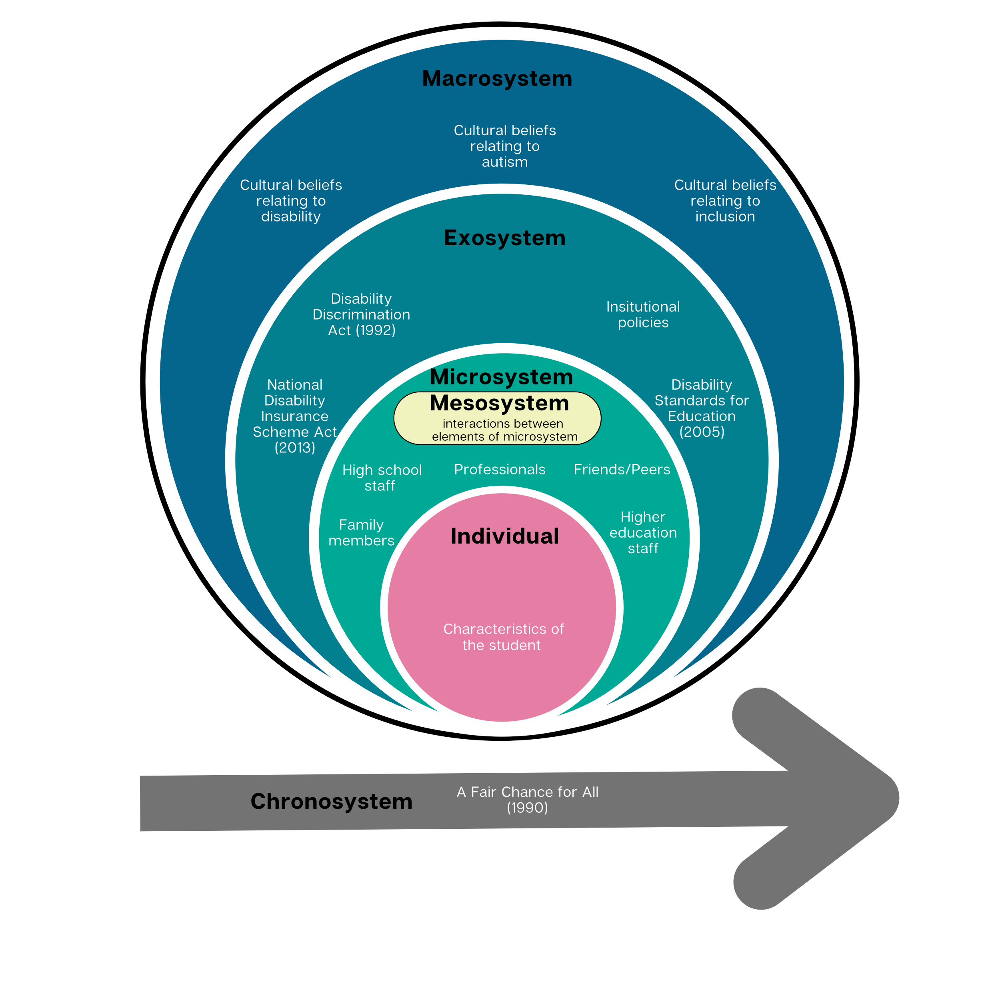 Macrosystem
Cultural beliefs
relating to
autism
Cultural beliefs
relating to
disability
Cultural beliefs
relating to
inclusion
Exosystem
Disability
Discrimination
Act (1992)
Insitutional
policies
National
Disability
Insurance
Scheme Act
(2013)
Disability
Standards for
Education
(2005)
Microsystem
Mesosystem
interactions between
elements of microsystem
High school
staff
Professionals
Friends/Peers
Family
members
Higher
education
staff
Individual
Characteristics of
the student
Chronosystem
A Fair Chance for All
(1990)